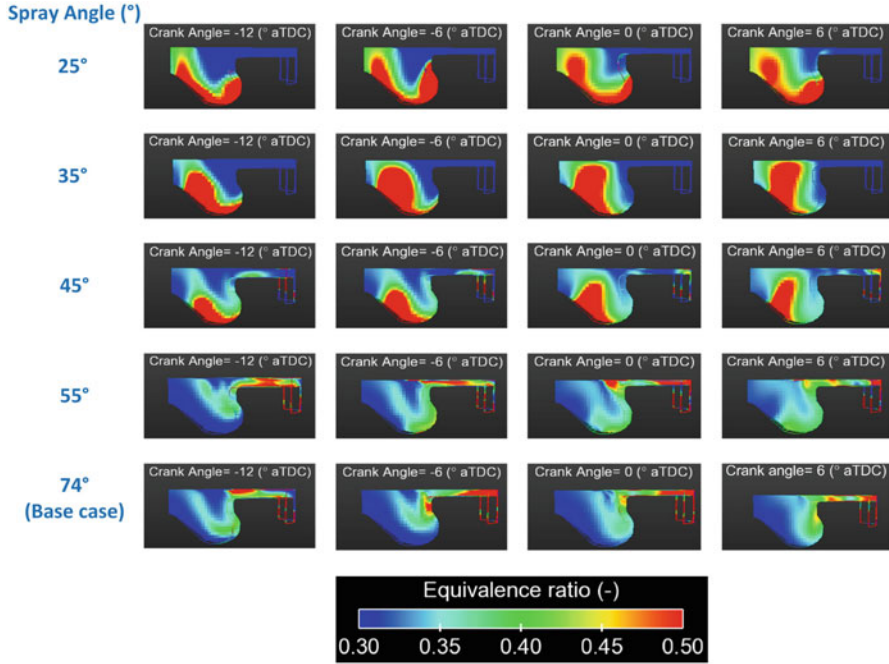 Spray Angle (°)
Crank Angle= -12 (° aTDC)
Crank Angle= -6 (° aTDC)
Crank Angle= 0 (° aTDC)
Crank Angle= 6 (° aTDC)
25°
Crank Angle= -12 (° aTDC)
Crank Angle= -6 (° aTDC)
Crank Angle= 0 (° aTDC)
Crank Angle= 6 (° aTDC)
35°
Crank Angle= -12 (° aTDC)
Crank Angle= -6 (° aTDC)
Crank Angle= 0 (° aTDC)
Crank Angle= 6 (° aTDC)
45°
Crank Angle= -12 (° aTDC)
Crank Angle= -6 (° aTDC)
Crank Angle= 0 (° aTDC)
Crank Angle= 6 (° aTDC)
55°
Crank Angle= -12 (° aTDC)
Crank Angle= -6 (° aTDC)
Crank Angle= 0 (° aTDC)
Crank angle= 6 (° aTDC)
74°
(Base case)
Equivalence ratio (-)
0.30 0.35 0.40 0.45 0.50